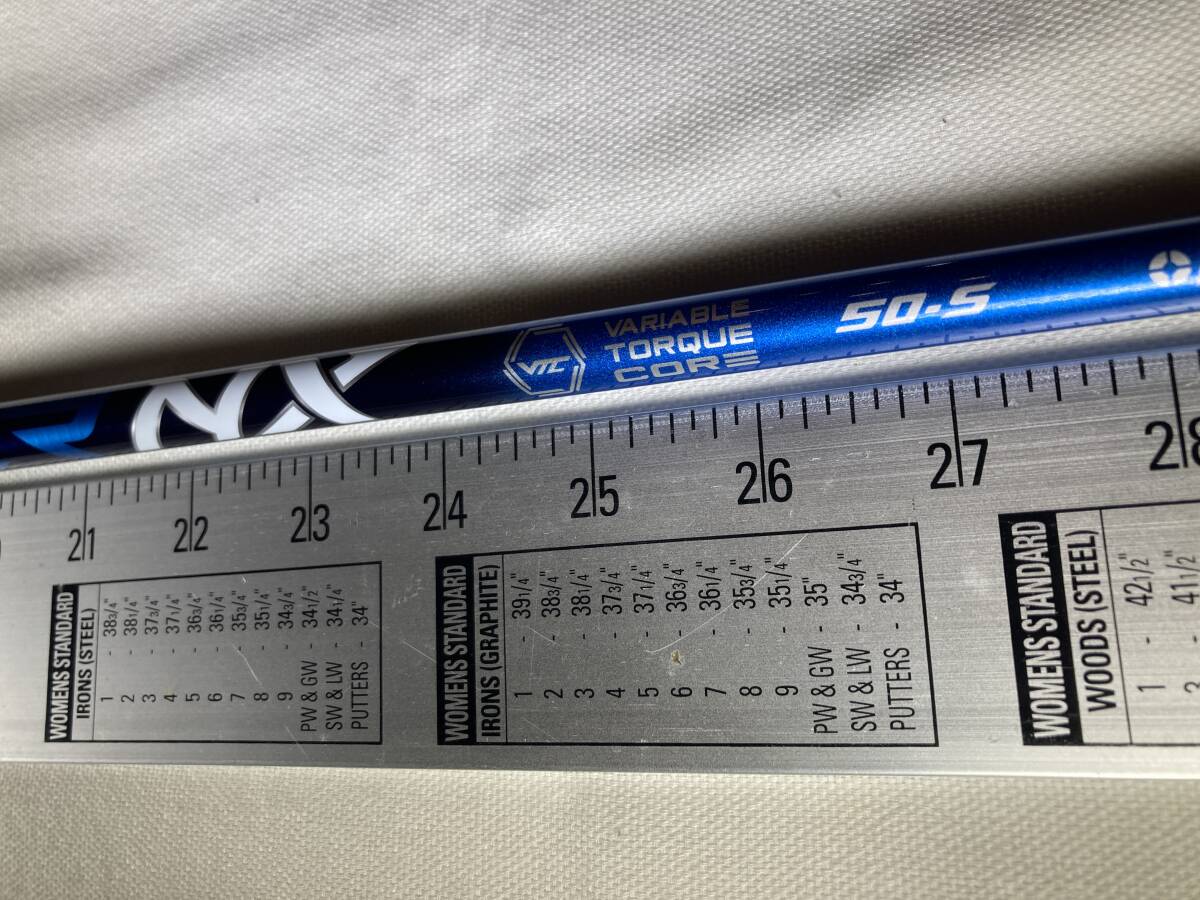 NX
VTC
VARIABLE
TORQUE
CORE
50-S
21 22 23 24 25 26 27 28
WOMENS STANDARD
IRONS (STEEL)
1 - 38 3/4"
2 - 38 1/4"
3 - 37 3/4"
4 - 37 1/4"
5 - 36 3/4"
6 - 36 1/4"
7 - 35 3/4"
8 - 35 1/4"
9 - 34 3/4"
PW & GW - 34 1/2"
SW & LW - 34 1/4"
PUTTERS - 34"
WOMENS STANDARD
IRONS (GRAPHITE)
1 - 39 1/4"
2 - 38 3/4"
3 - 38 1/4"
4 - 37 3/4"
5 - 37 1/4"
6 - 36 3/4"
7 - 36 1/4"
8 - 35 3/4"
9 - 35 1/4"
PW & GW - 35"
SW & LW - 34 3/4"
PUTTERS - 34"
WOMENS STANDARD
WOODS (STEEL)
1 - 42 1/2"
3 - 41 1/2"